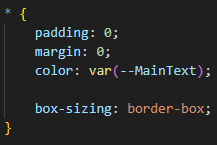 * {
    padding: 0;
    margin: 0;
    color: var(--MainText);

    box-sizing: border-box;
}